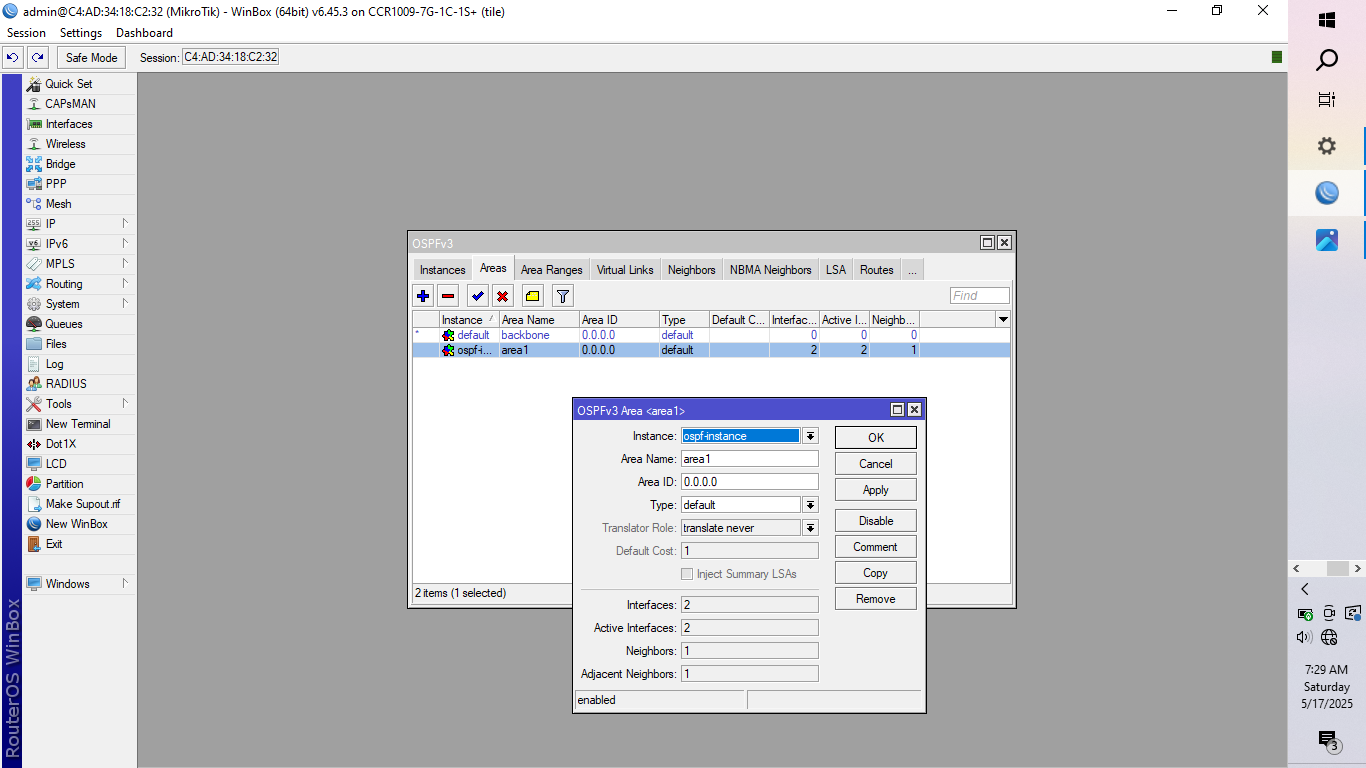 admin@C4:AD:34:18:C2:32 (MikroTik) - WinBox (64bit) v6.45.3 on CCR1009-7G-1C-1S+ (tile)
Session Settings Dashboard
Safe Mode Session: C4:AD:34:18:C2:32
Quick Set
CAPsMAN
Interfaces
Wireless
Bridge
PPP
Mesh
IP
IPv6
MPLS
Routing
System
Queues
Files
Log
RADIUS
Tools
New Terminal
Dot1X
LCD
Partition
Make Supout.rif
New WinBox
Exit
Windows
RouterOS WinBox
OSPFv3
Instances Areas Area Ranges Virtual Links Neighbors NBMA Neighbors LSA Routes ...
Find
Instance Area Name Area ID Type Default C... Interfac... Active I... Neighb...
* default backbone 0.0.0.0 default 0 0 0
ospf-i... area1 0.0.0.0 default 2 2 1
2 items (1 selected)
OSPFv3 Area <area1>
Instance: ospf-instance
Area Name: area1
Area ID: 0.0.0.0
Type: default
Translator Role: translate never
Default Cost: 1
Inject Summary LSAs
Interfaces: 2
Active Interfaces: 2
Neighbors: 1
Adjacent Neighbors: 1
enabled
OK
Cancel
Apply
Disable
Comment
Copy
Remove
7:29 AM
Saturday
5/17/2025
3